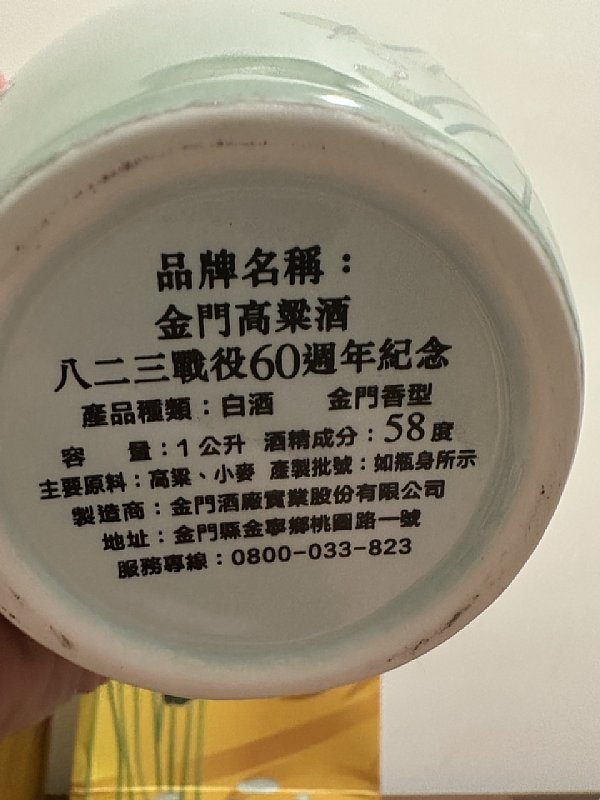 品牌名稱：
金門高粱酒
八二三戰役60週年紀念
產品種類：白酒　金門香型
容　量：1公升 酒精成分：58度
主要原料：高粱、小麥 產製批號：如瓶身所示
製造商：金門酒廠實業股份有限公司
地址：金門縣金寧鄉桃園路一號
服務專線：0800-033-823